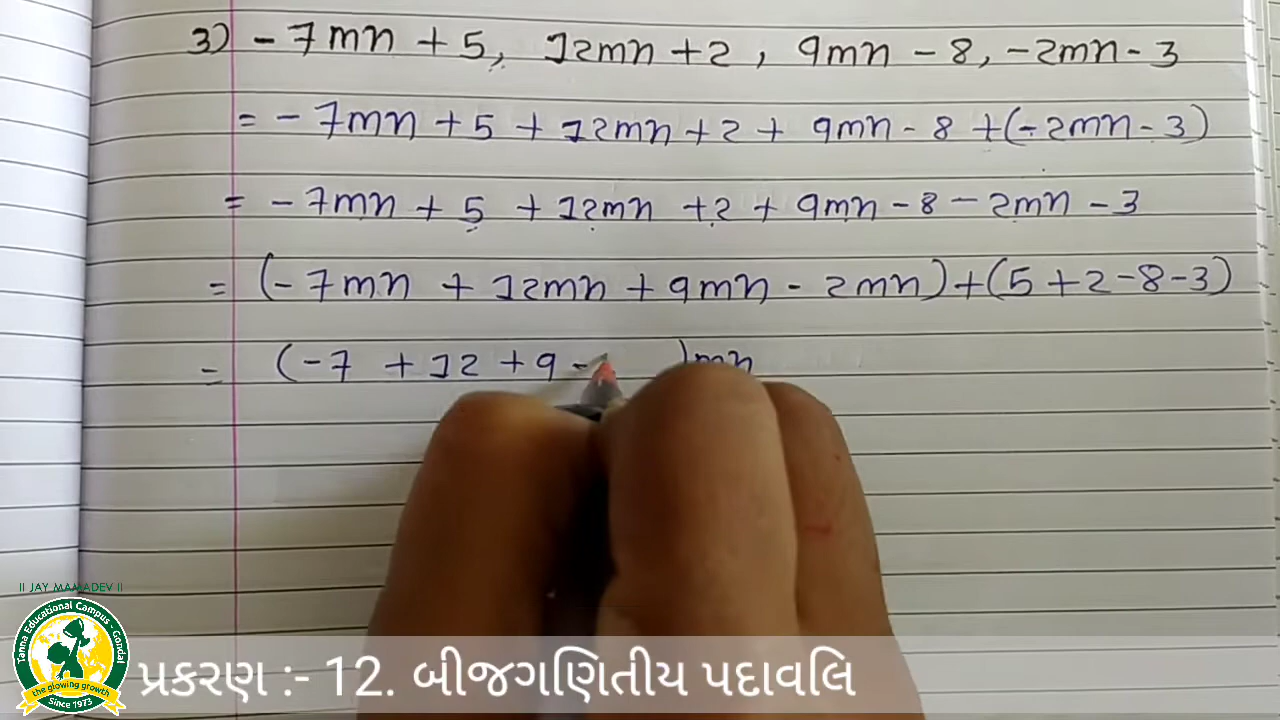 3) - 7mn + 5, 12mn + 2, 9mn - 8, -2mn - 3
= - 7mn + 5 + 12mn + 2 + 9mn - 8 + (-2mn - 3)
= - 7mn + 5 + 12mn + 2 + 9mn - 8 - 2mn - 3
= (- 7mn + 12mn + 9mn - 2mn) + (5 + 2 - 8 - 3)
= (-7 + 12 + 9 - )mn
|| JAY MAMADEV ||
Tanna Educational Campus - Gondal
the glowing growth
Since 1973
પ્રકરણ :- 12. બીજગણિતીય પદાવલિ